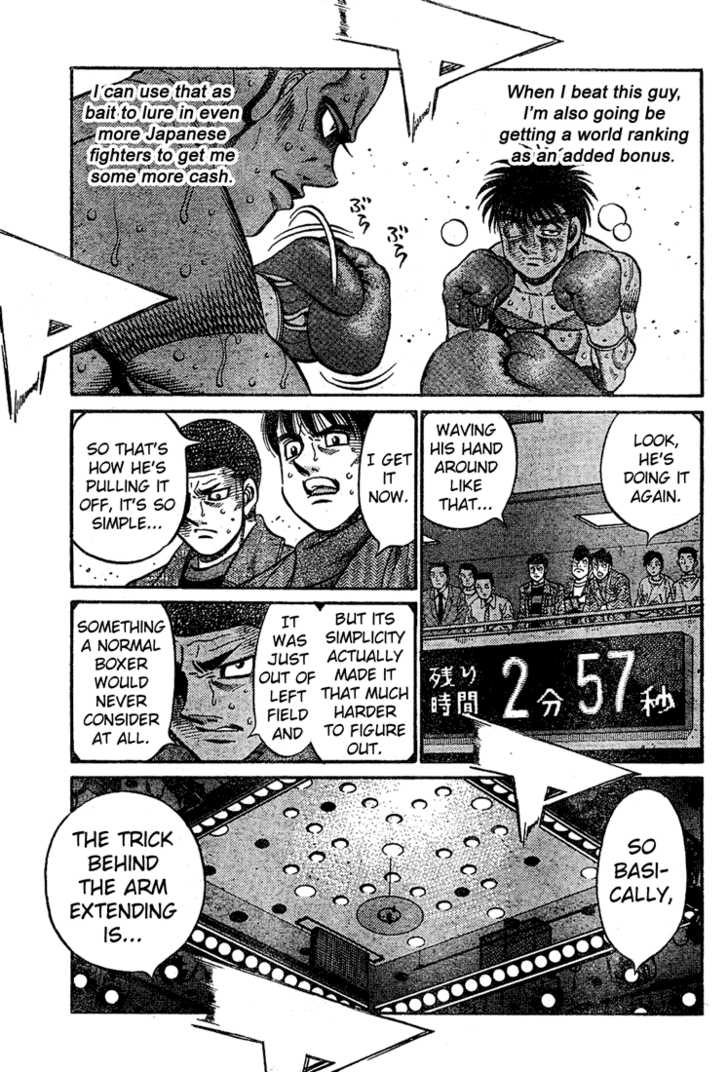 When I beat this guy,
I'm also going be
getting a world ranking
as an added bonus.
I can use that as
bait to lure in even
more Japanese
fighters to get me
some more cash.
ぶら
ぶら
LOOK,
HE'S
DOING IT
AGAIN.
WAVING
HIS HAND
AROUND
LIKE
THAT...
残り
時間
2分57秒
I GET
IT
NOW.
SO THAT'S
HOW HE'S
PULLING IT
OFF, IT'S SO
SIMPLE...
BUT ITS
SIMPLICITY
ACTUALLY
MADE IT
THAT MUCH
HARDER
TO FIGURE
OUT.
IT
WAS
JUST
OUT OF
LEFT
FIELD
AND
SOMETHING
A NORMAL
BOXER
WOULD
NEVER
CONSIDER
AT ALL.
SO
BASI-
CALLY,
THE TRICK
BEHIND
THE ARM
EXTENDING
IS...